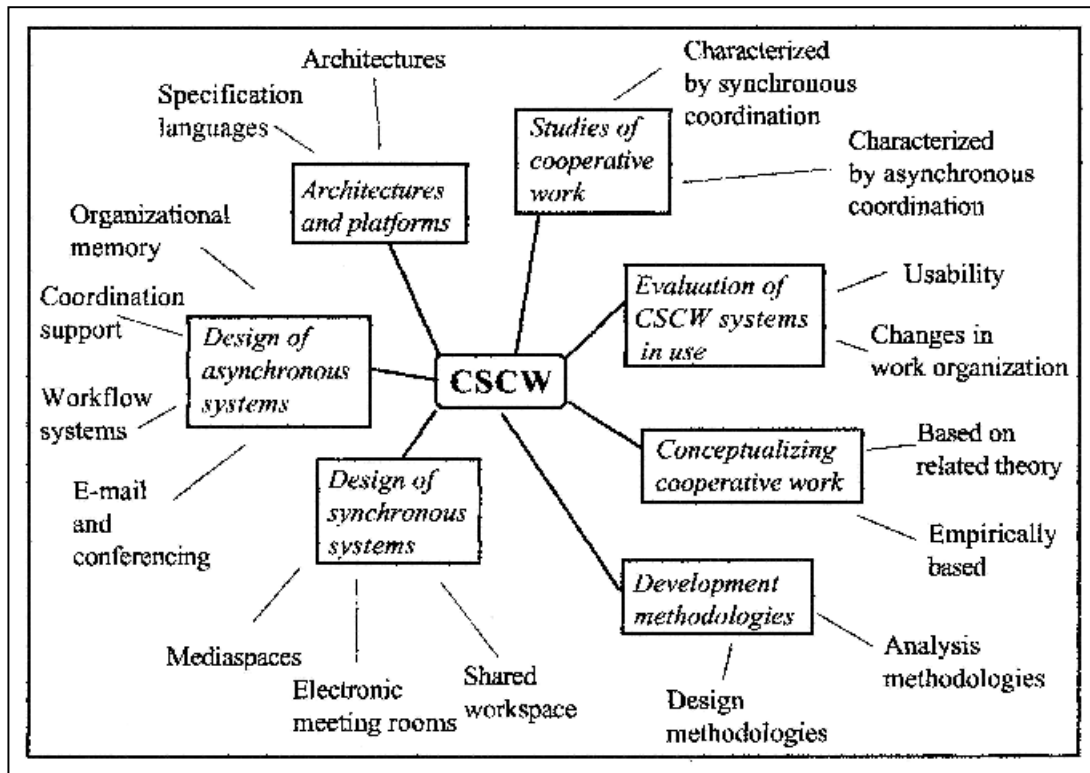 Architectures
Specification
languages
Architectures
and platforms
Characterized
by synchronous
coordination
Studies of
cooperative
work
Characterized
by asynchronous
coordination
Organizational
memory
Coordination
support
Design of
asynchronous
systems
Workflow
systems
E-mail
and
conferencing
CSCW
Evaluation of
CSCW systems
in use
Usability
Changes in
work organization
Conceptualizing
cooperative work
Based on
related theory
Empirically
based
Design of
synchronous
systems
Mediaspaces
Electronic
meeting rooms
Shared
workspace
Development
methodologies
Analysis
methodologies
Design
methodologies